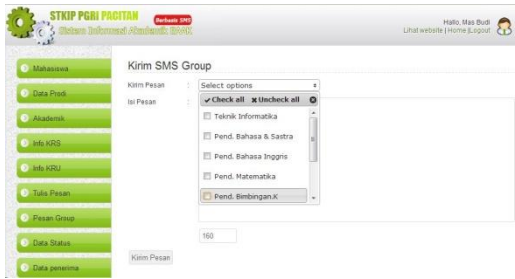 STKIP PGRI PACITAN Berbasis SMS
Sistem Informasi Akademik BAAK
Hallo, Mas Budi
Lihat website | Home |Logout
Mahasiswa
Data Prodi
Akademik
Info KRS
Info KRU
Tulis Pesan
Pesan Group
Data Status
Data penerima
Kirim SMS Group
Kirim Pesan : Select options
Isi Pesan :
Check all Uncheck all
Teknik Informatika
Pend. Bahasa & Sastra
Pend. Bahasa Inggris
Pend. Matematika
Pend. Bimbingan.K
160
Kirim Pesan